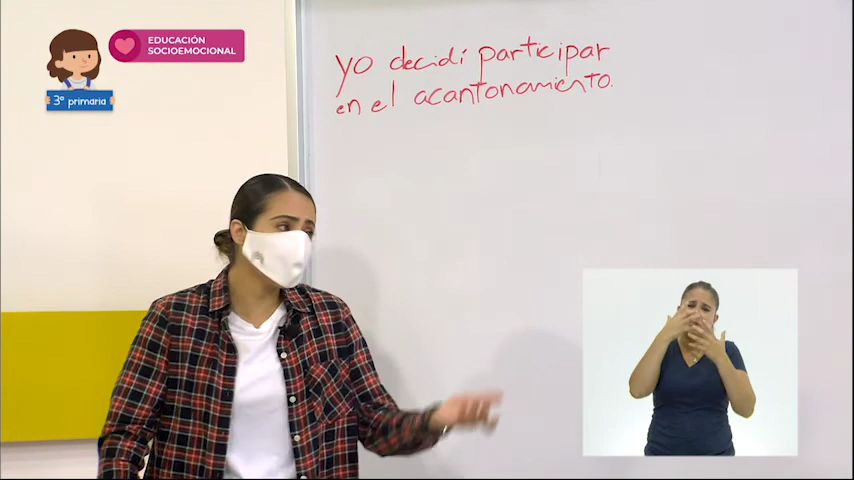 EDUCACIÓN
SOCIOEMOCIONAL
3° primaria
yo decidí participar
en el acantonamiento.